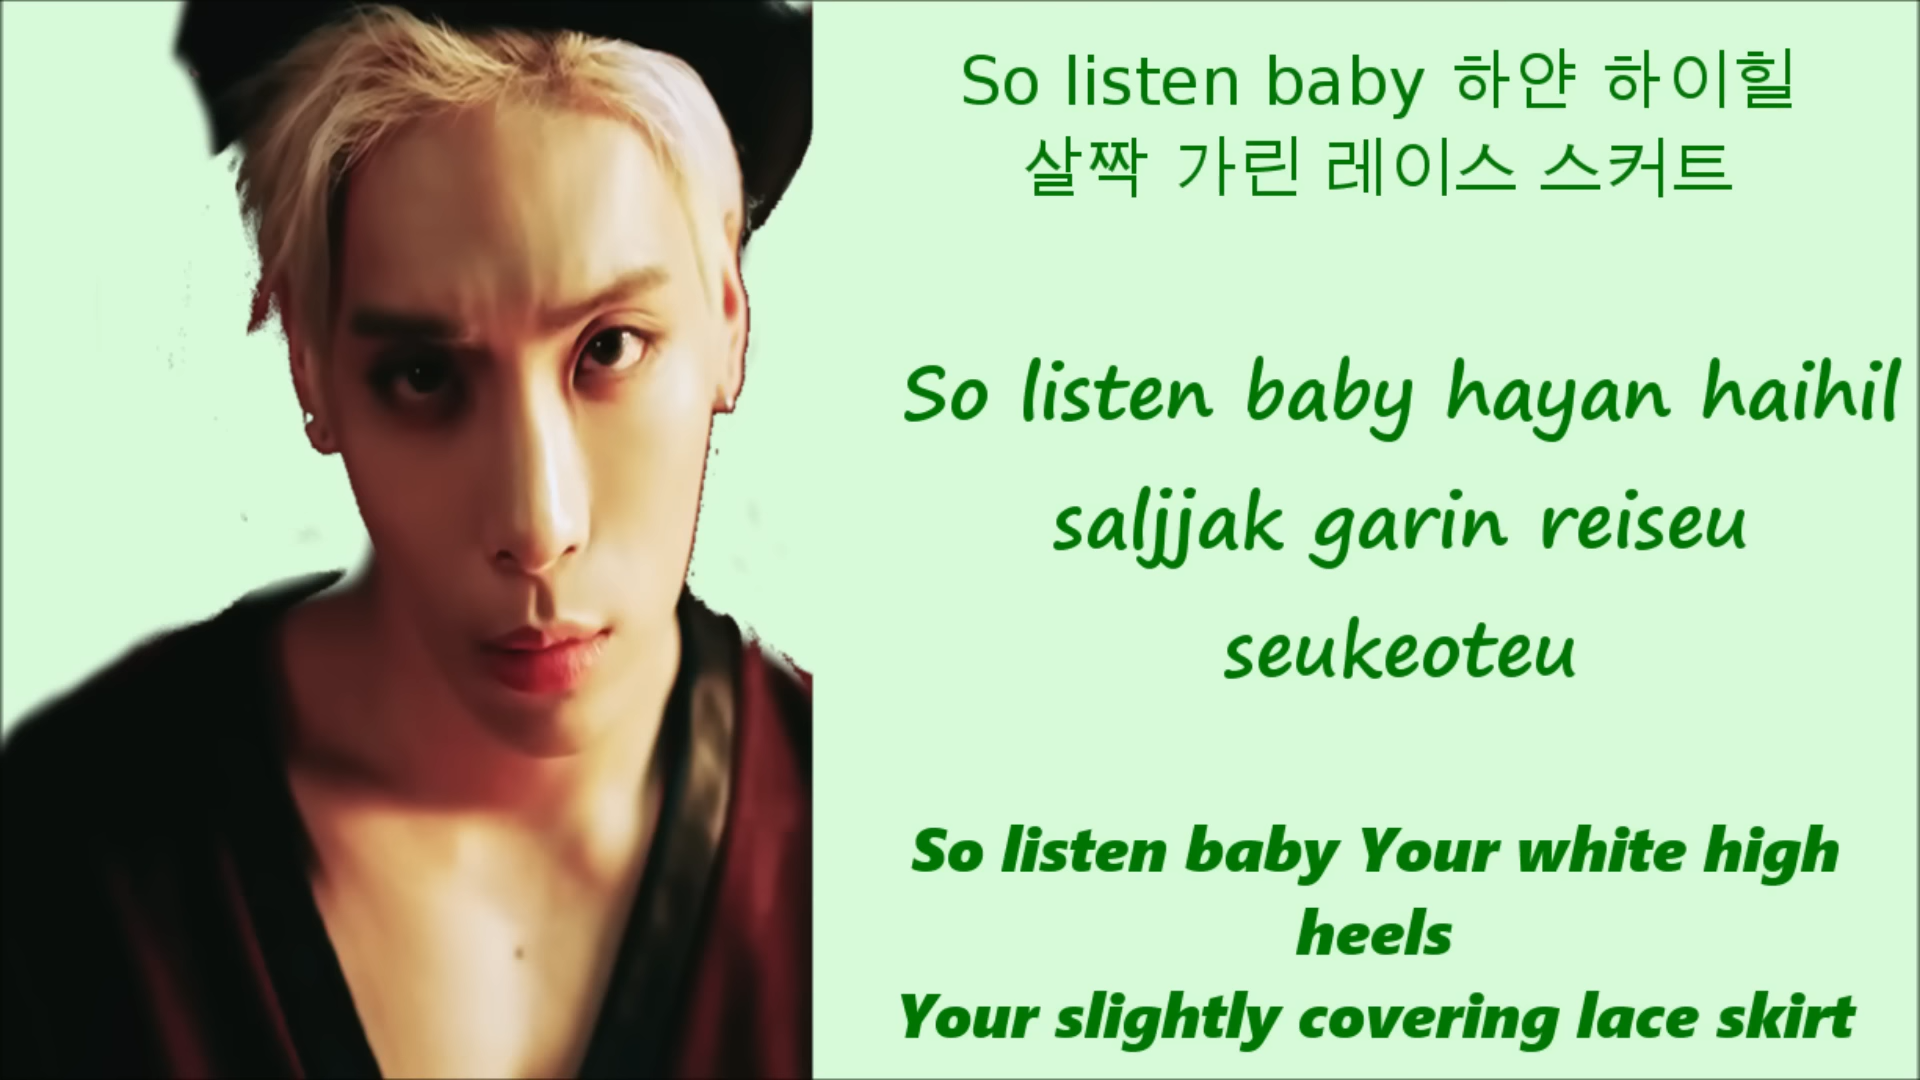 So listen baby 하얀 하이힐
살짝 가린 레이스 스커트
So listen baby hayan haihil
saljjak garin reiseu
seukeoteu
So listen baby Your white high
heels
Your slightly covering lace skirt